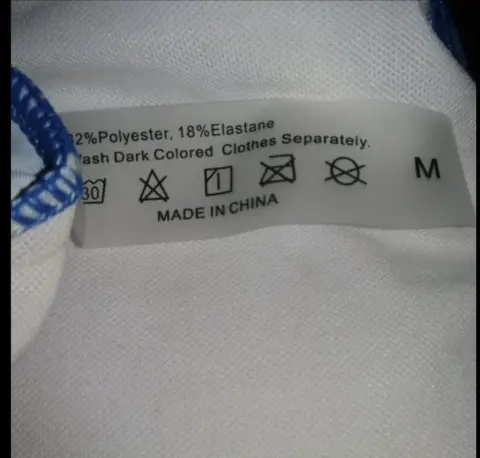 2%Polyester, 18%Elastane
ash Dark Colored Clothes Separately.
30
M
MADE IN CHINA